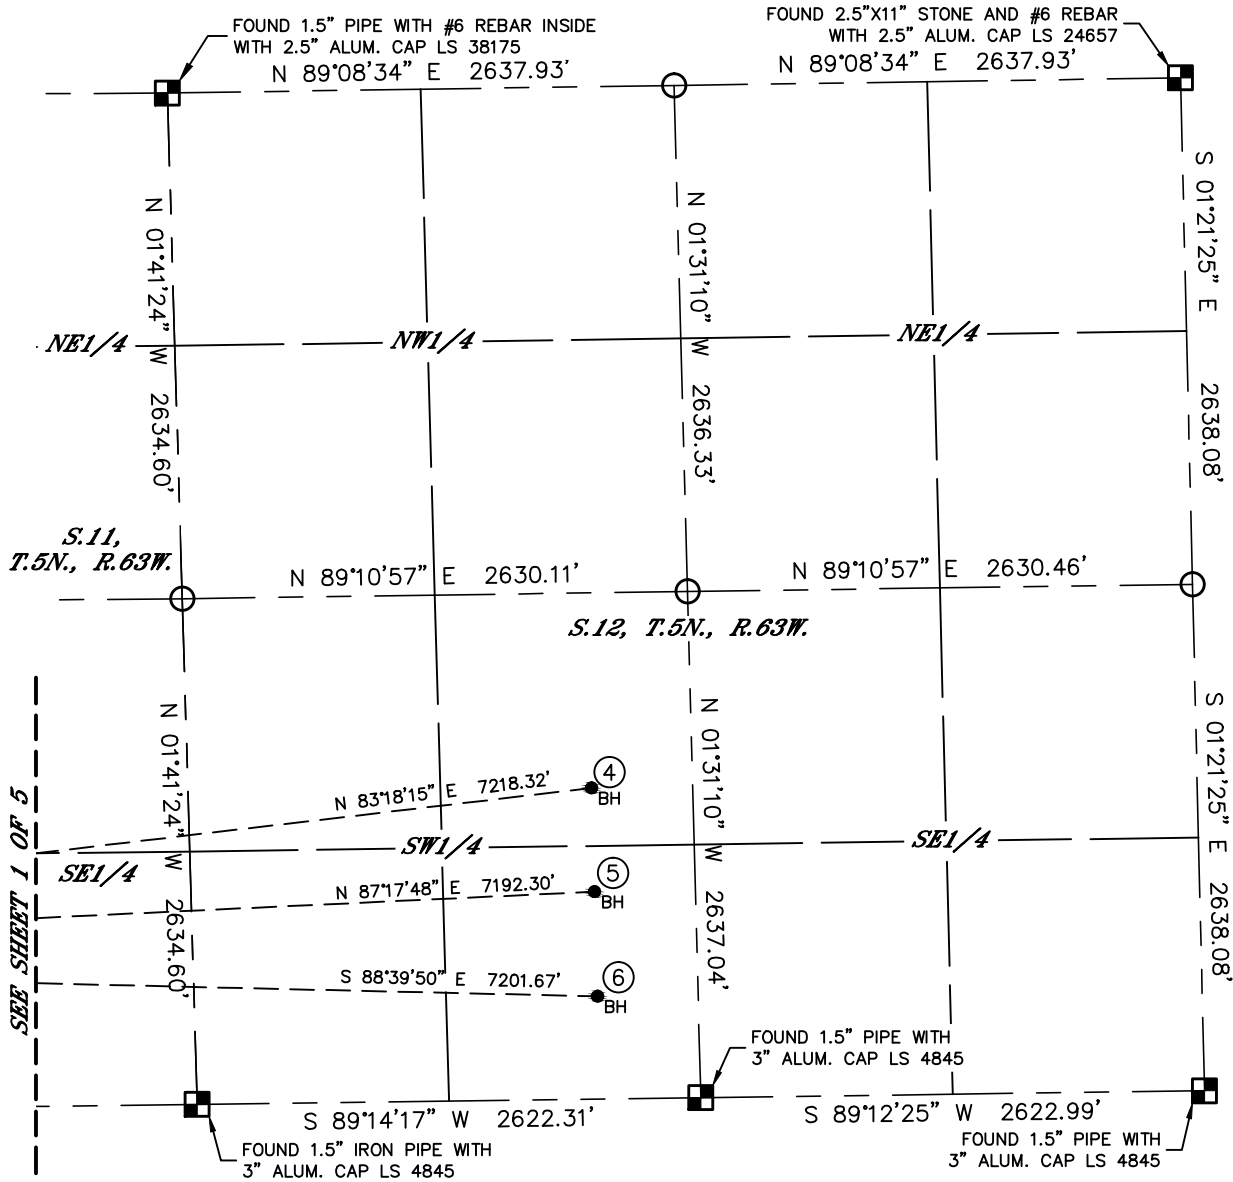 FOUND 1.5" PIPE WITH #6 REBAR INSIDE
WITH 2.5" ALUM. CAP LS 38175
FOUND 2.5"X11" STONE AND #6 REBAR
WITH 2.5" ALUM. CAP LS 24657
N 89°08'34" E 2637.93'
N 89°08'34" E 2637.93'
N 01°41'24" W 2634.60'
N 01°31'10" W 2636.33'
S 01°21'25" E 2638.08'
NE1/4
NW1/4
NE1/4
S.11,
T.5N., R.63W.
N 89°10'57" E 2630.11'
N 89°10'57" E 2630.46'
S.12, T.5N., R.63W.
N 01°41'24" W 2634.60'
N 01°31'10" W 2637.04'
S 01°21'25" E 2638.08'
N 83°18'15" E 7218.32'
4
BH
SE1/4
SW1/4
SE1/4
N 87°17'48" E 7192.30'
5
BH
S 88°39'50" E 7201.67'
6
BH
SEE SHEET 1 OF 5
FOUND 1.5" PIPE WITH
3" ALUM. CAP LS 4845
S 89°14'17" W 2622.31'
S 89°12'25" W 2622.99'
FOUND 1.5" IRON PIPE WITH
3" ALUM. CAP LS 4845
FOUND 1.5" PIPE WITH
3" ALUM. CAP LS 4845